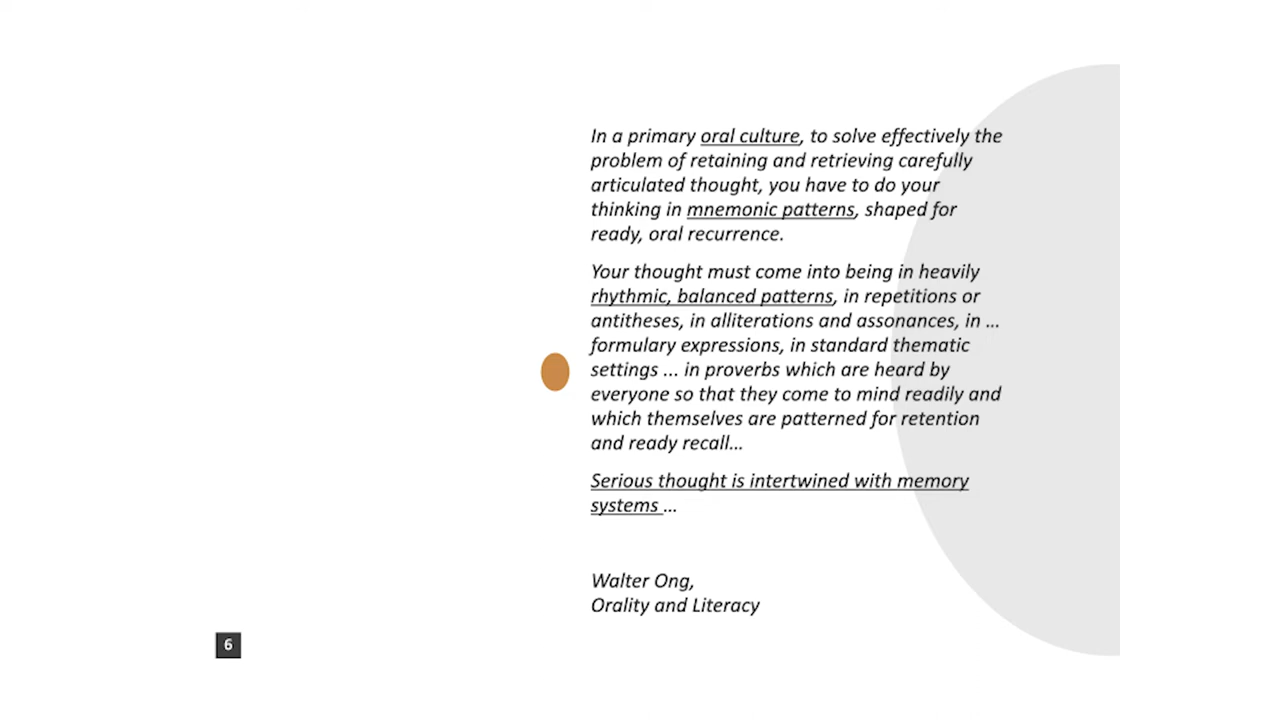 In a primary oral culture, to solve effectively the
problem of retaining and retrieving carefully
articulated thought, you have to do your
thinking in mnemonic patterns, shaped for
ready, oral recurrence.
Your thought must come into being in heavily
rhythmic, balanced patterns, in repetitions or
antitheses, in alliterations and assonances, in ...
formulary expressions, in standard thematic
settings ... in proverbs which are heard by
everyone so that they come to mind readily and
which themselves are patterned for retention
and ready recall...
Serious thought is intertwined with memory
systems ...
Walter Ong,
Orality and Literacy
6